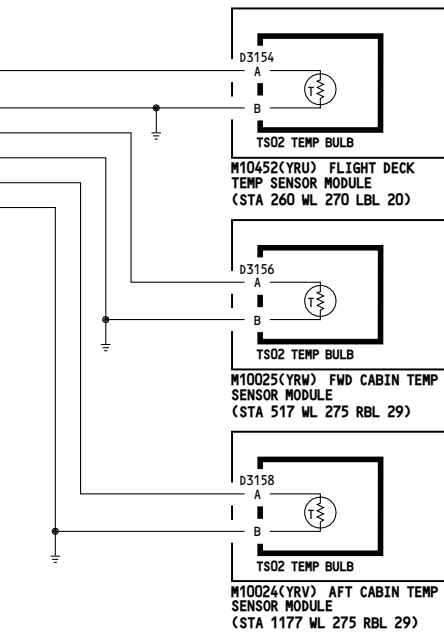 D3154
A
T
B
TS02 TEMP BULB
M10452(YRU) FLIGHT DECK
TEMP SENSOR MODULE
(STA 260 WL 270 LBL 20)
D3156
A
T
B
TS02 TEMP BULB
M10025(YRW) FWD CABIN TEMP
SENSOR MODULE
(STA 517 WL 275 RBL 29)
D3158
A
T
B
TS02 TEMP BULB
M10024(YRV) AFT CABIN TEMP
SENSOR MODULE
(STA 1177 WL 275 RBL 29)